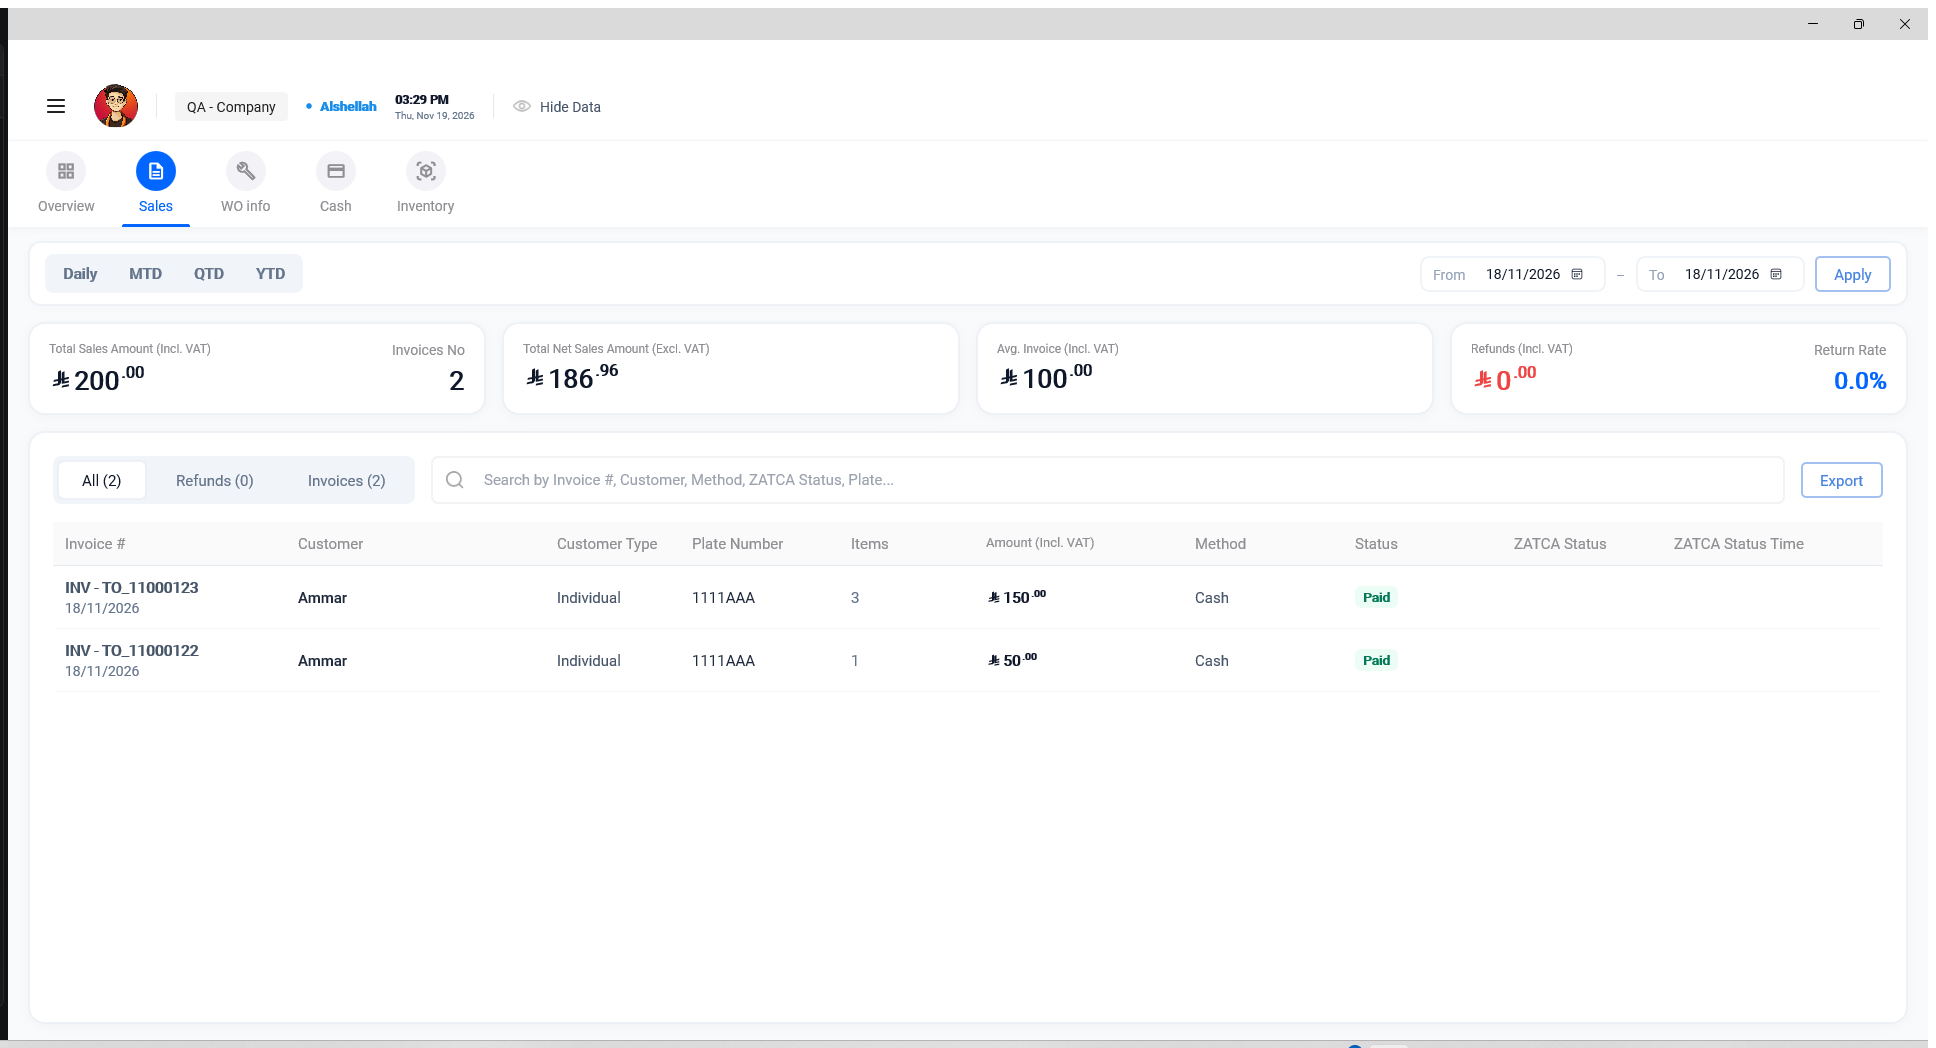 QA - Company
• Alshellah
03:29 PM
Thu, Nov 19, 2026
Hide Data
Overview
Sales
WO info
Cash
Inventory
Daily MTD QTD YTD
From 18/11/2026 – To 18/11/2026 Apply
Total Sales Amount (Incl. VAT) Invoices No
200.00 2
Total Net Sales Amount (Excl. VAT)
186.96
Avg. Invoice (Incl. VAT)
100.00
Refunds (Incl. VAT) Return Rate
0.00 0.0%
All (2) Refunds (0) Invoices (2) Search by Invoice #, Customer, Method, ZATCA Status, Plate... Export
Invoice # Customer Customer Type Plate Number Items Amount (Incl. VAT) Method Status ZATCA Status ZATCA Status Time
INV - TO_11000123
18/11/2026
Ammar Individual 1111AAA 3 150.00 Cash Paid
INV - TO_11000122
18/11/2026
Ammar Individual 1111AAA 1 50.00 Cash Paid